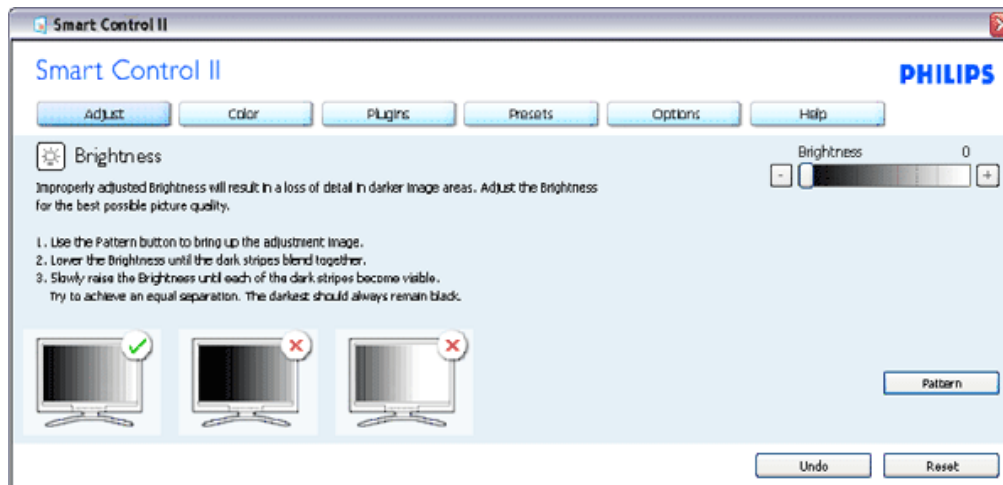 Smart Control II
Smart Control II
PHILIPS
Adjust Color Plugins Presets Options Help
Brightness
Brightness 0
- +
Improperly adjusted Brightness will result in a loss of detail in darker image areas. Adjust the Brightness
for the best possible picture quality.
1. Use the Pattern button to bring up the adjustment image.
2. Lower the Brightness until the dark stripes blend together.
3. Slowly raise the Brightness until each of the dark stripes become visible.
Try to achieve an equal separation. The darkest should always remain black.
Pattern
Undo Reset